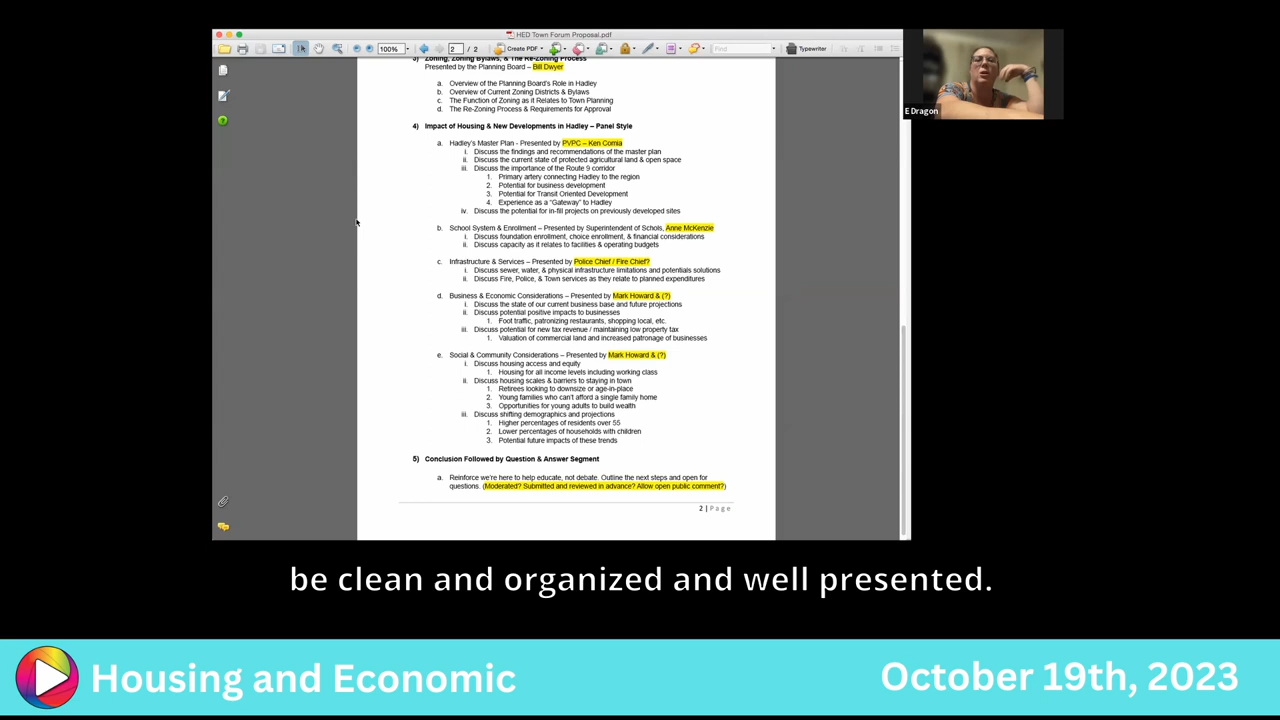 HED Town Forum Proposal.pdf
100%
2 / 2
Create PDF
Find
Typewriter
3) Zoning, Zoning Bylaws, & The Re-Zoning Process
Presented by the Planning Board – Bill Dwyer
a. Overview of the Planning Board's Role in Hadley
b. Overview of Current Zoning Districts & Bylaws
c. The Function of Zoning as it Relates to Town Planning
d. The Re-Zoning Process & Requirements for Approval
4) Impact of Housing & New Developments in Hadley – Panel Style
a. Hadley's Master Plan - Presented by PVPC – Ken Comia
i. Discuss the findings and recommendations of the master plan
ii. Discuss the current state of protected agricultural land & open space
iii. Discuss the importance of the Route 9 corridor
1. Primary artery connecting Hadley to the region
2. Potential for business development
3. Potential for Transit Oriented Development
4. Experience as a "Gateway" to Hadley
iv. Discuss the potential for in-fill projects on previously developed sites
b. School System & Enrollment – Presented by Superintendent of Schols, Anne McKenzie
i. Discuss foundation enrollment, choice enrollment, & financial considerations
ii. Discuss capacity as it relates to facilities & operating budgets
c. Infrastructure & Services – Presented by Police Chief / Fire Chief?
i. Discuss sewer, water, & physical infrastructure limitations and potentials solutions
ii. Discuss Fire, Police, & Town services as they relate to planned expenditures
d. Business & Economic Considerations – Presented by Mark Howard & (?)
i. Discuss the state of our current business base and future projections
ii. Discuss potential positive impacts to businesses
1. Foot traffic, patronizing restaurants, shopping local, etc.
iii. Discuss potential for new tax revenue / maintaining low property tax
1. Valuation of commercial land and increased patronage of businesses
e. Social & Community Considerations – Presented by Mark Howard & (?)
i. Discuss housing access and equity
1. Housing for all income levels including working class
ii. Discuss housing scales & barriers to staying in town
1. Retirees looking to downsize or age-in-place
2. Young families who can't afford a single family home
3. Opportunities for young adults to build wealth
iii. Discuss shifting demographics and projections
1. Higher percentages of residents over 55
2. Lower percentages of households with children
3. Potential future impacts of these trends
5) Conclusion Followed by Question & Answer Segment
a. Reinforce we're here to help educate, not debate. Outline the next steps and open for
questions. (Moderated? Submitted and reviewed in advance? Allow open public comment?)
2 | Page
E Dragon
be clean and organized and well presented.
Housing and Economic
October 19th, 2023